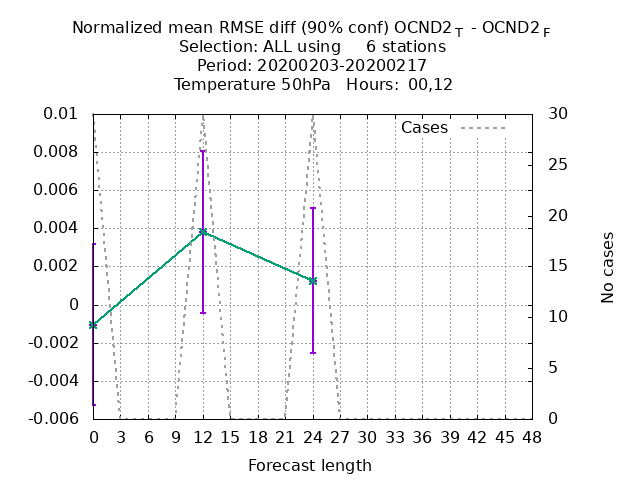 Normalized mean RMSE diff (90% conf) OCND2 T - OCND2 F
Selection: ALL using 6 stations
Period: 20200203-20200217
Temperature 50hPa Hours: 00,12
0.01
0.008
0.006
0.004
0.002
0
-0.002
-0.004
-0.006
Cases
30
25
20
15
10
5
0
No cases
0 3 6 9 12 15 18 21 24 27 30 33 36 39 42 45 48
Forecast length